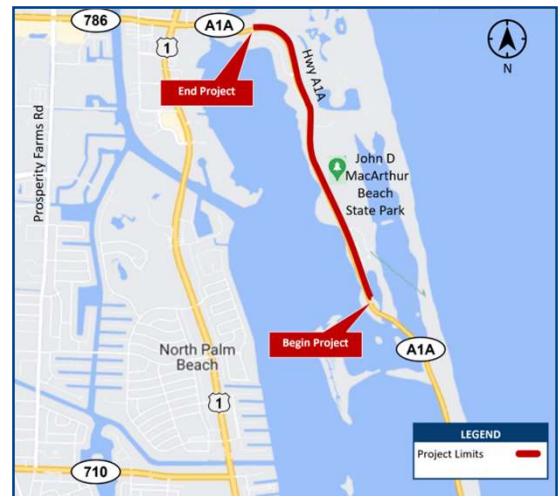 786
A1A
1
End Project
Hwy A1A
N
Prosperity Farms Rd
John D
MacArthur
Beach
State Park
Begin Project
North Palm
Beach
A1A
1
710
LEGEND
Project Limits